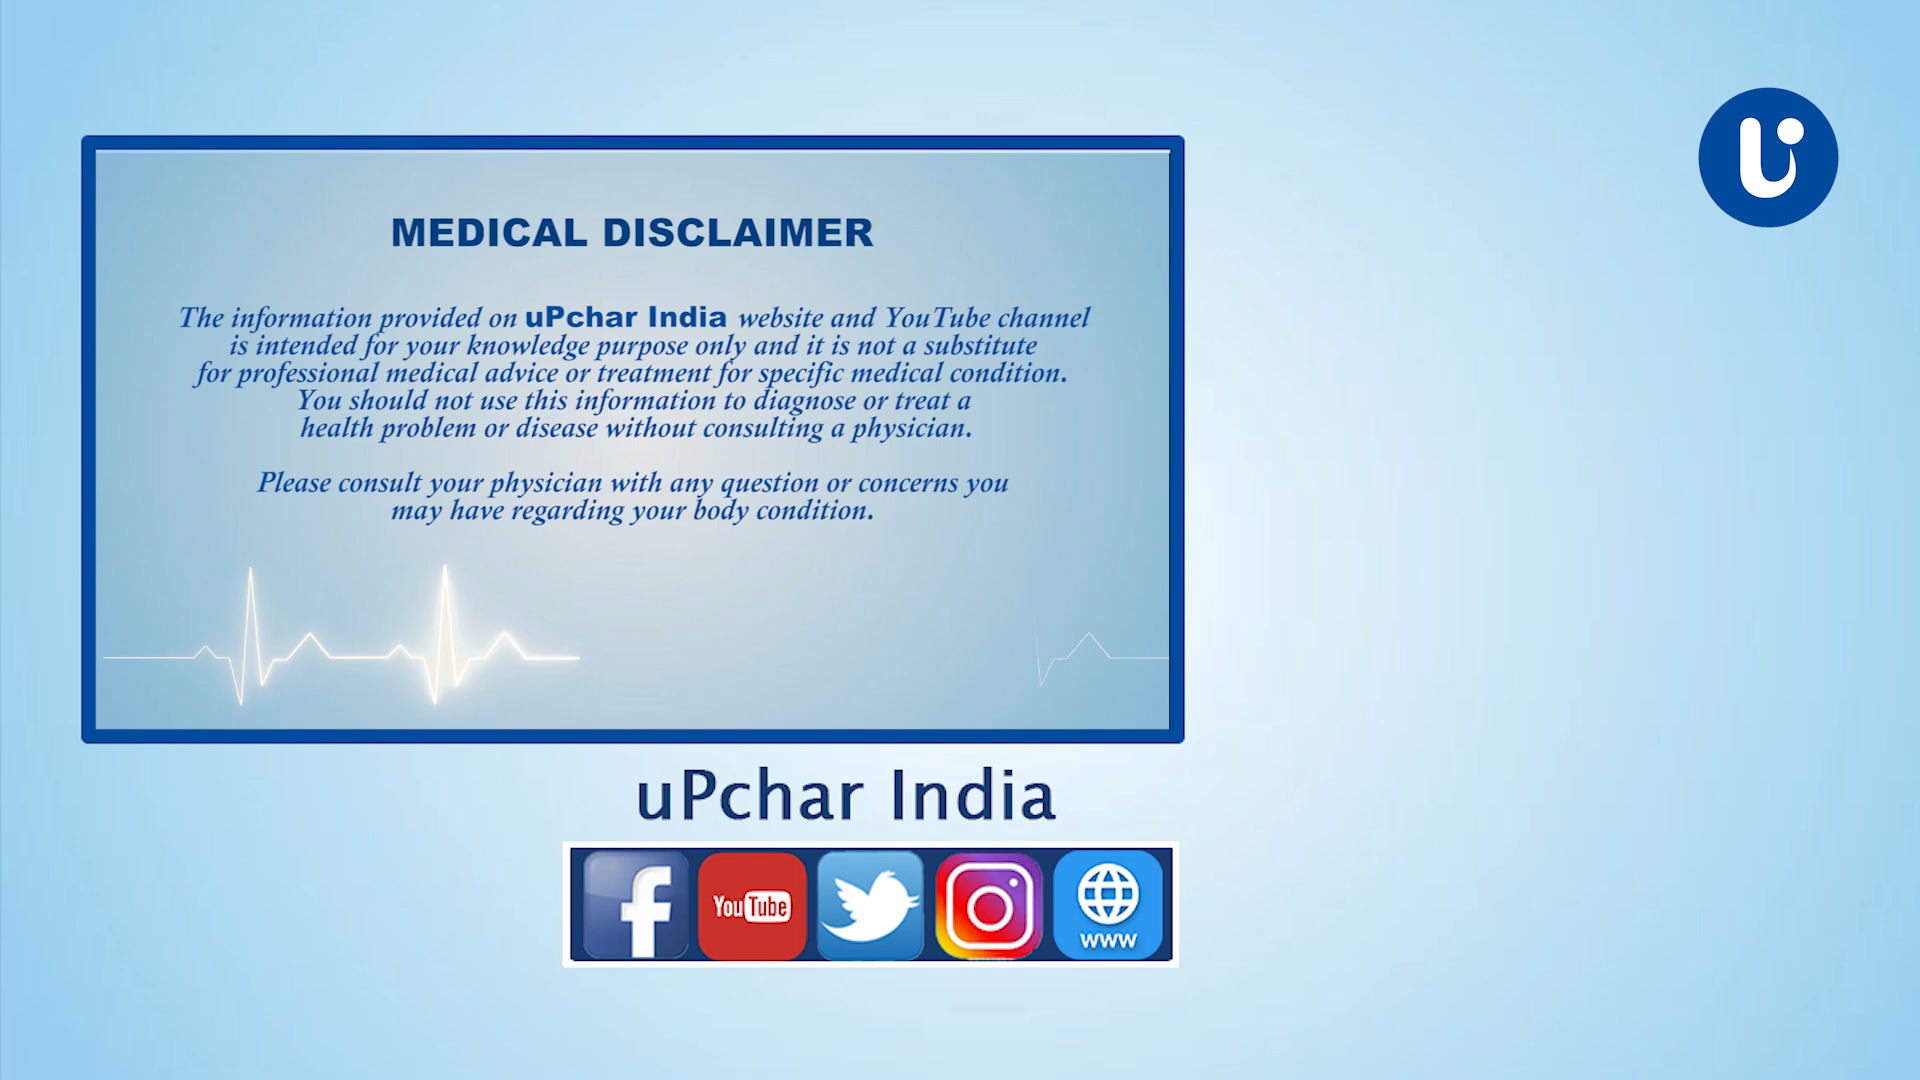 MEDICAL DISCLAIMER
The information provided on uPchar India website and YouTube channel
is intended for your knowledge purpose only and it is not a substitute
for professional medical advice or treatment for specific medical condition.
You should not use this information to diagnose or treat a
health problem or disease without consulting a physician.
Please consult your physician with any question or concerns you
may have regarding your body condition.
uPchar India
f YouTube www